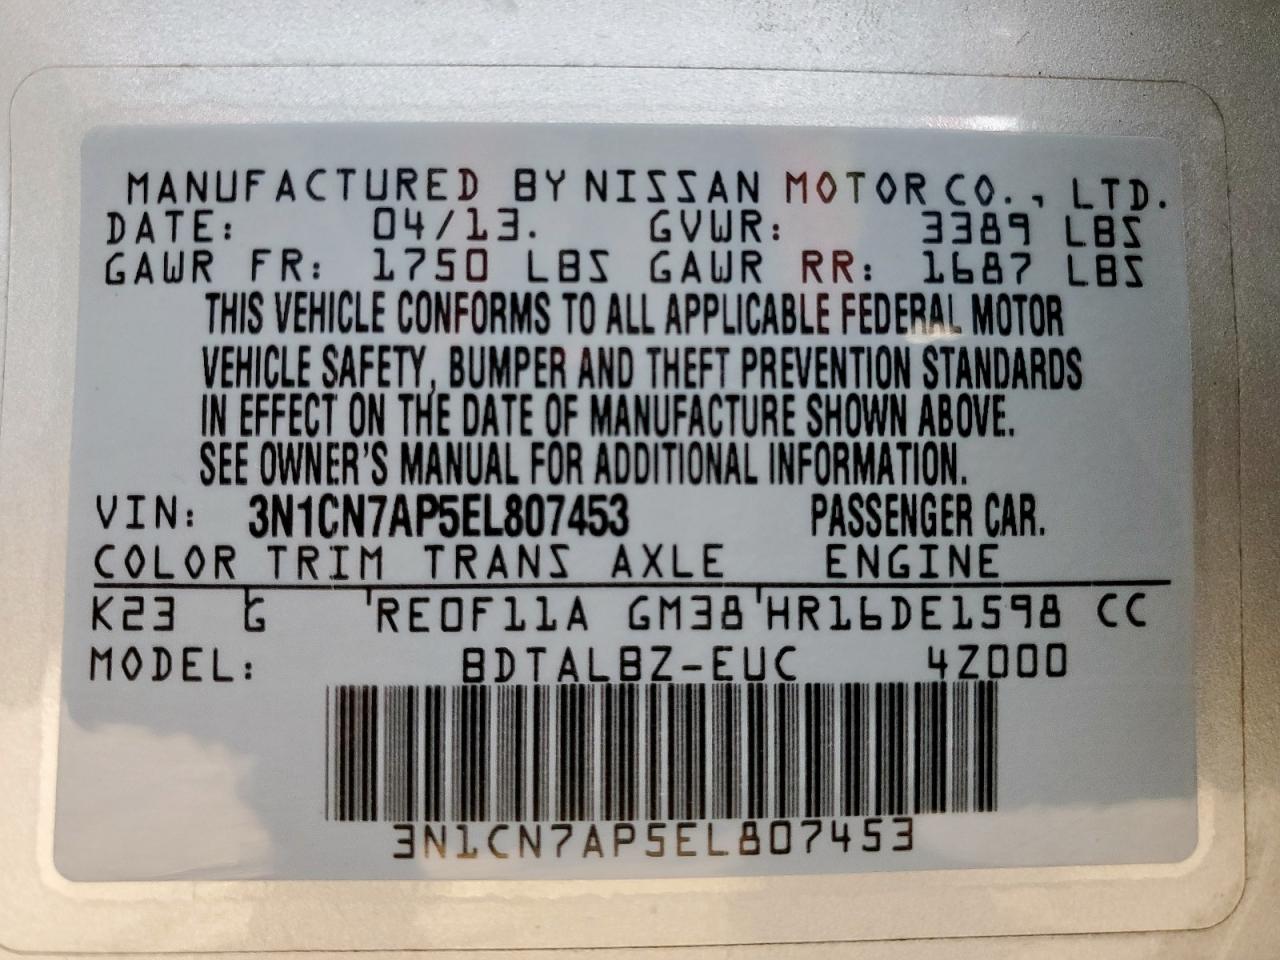 MANUFACTURED BY NISSAN MOTOR CO., LTD.
DATE: 04/13. GVWR: 3389 LBS
GAWR FR: 1750 LBS GAWR RR: 1687 LBS
THIS VEHICLE CONFORMS TO ALL APPLICABLE FEDERAL MOTOR
VEHICLE SAFETY, BUMPER AND THEFT PREVENTION STANDARDS
IN EFFECT ON THE DATE OF MANUFACTURE SHOWN ABOVE.
SEE OWNER'S MANUAL FOR ADDITIONAL INFORMATION.
VIN: 3N1CN7AP5EL807453 PASSENGER CAR.
COLOR TRIM TRANS AXLE ENGINE
K23 G RE0F11A GM38 HR16DE1598 CC
MODEL: BDTALBZ-EUC 4Z000
3N1CN7AP5EL807453